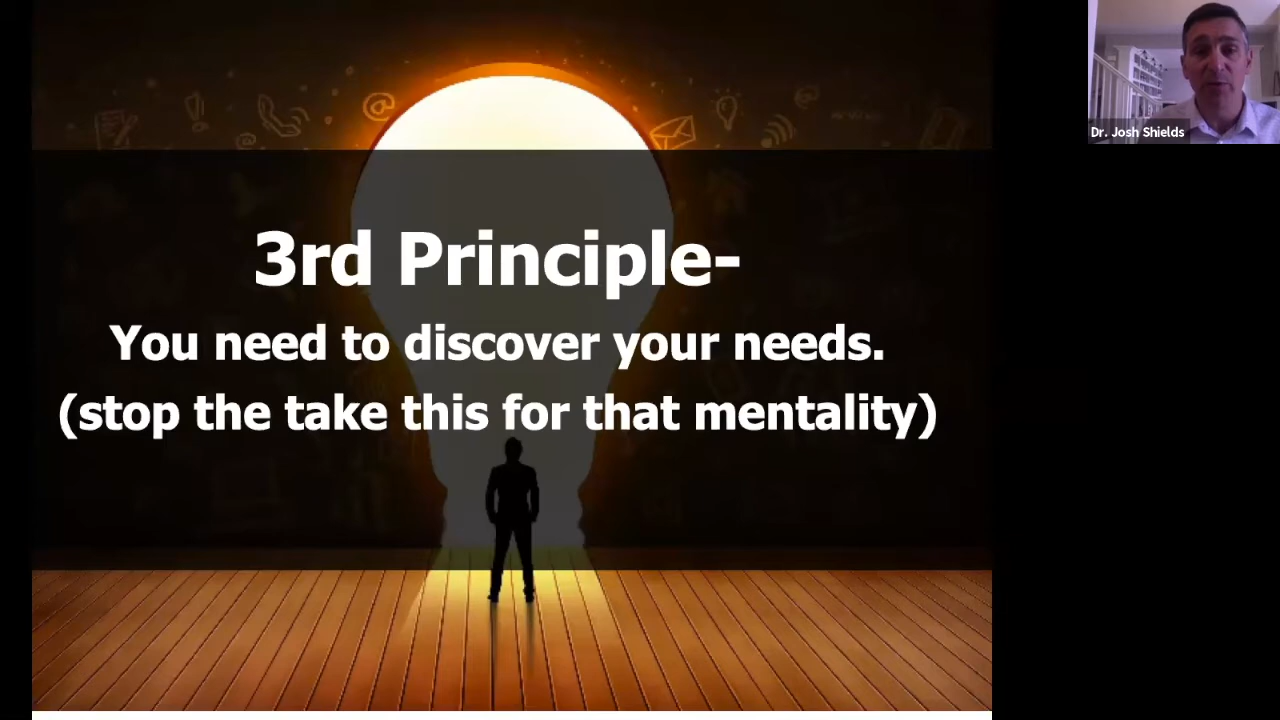 3rd Principle-
You need to discover your needs.
(stop the take this for that mentality)
Dr. Josh Shields